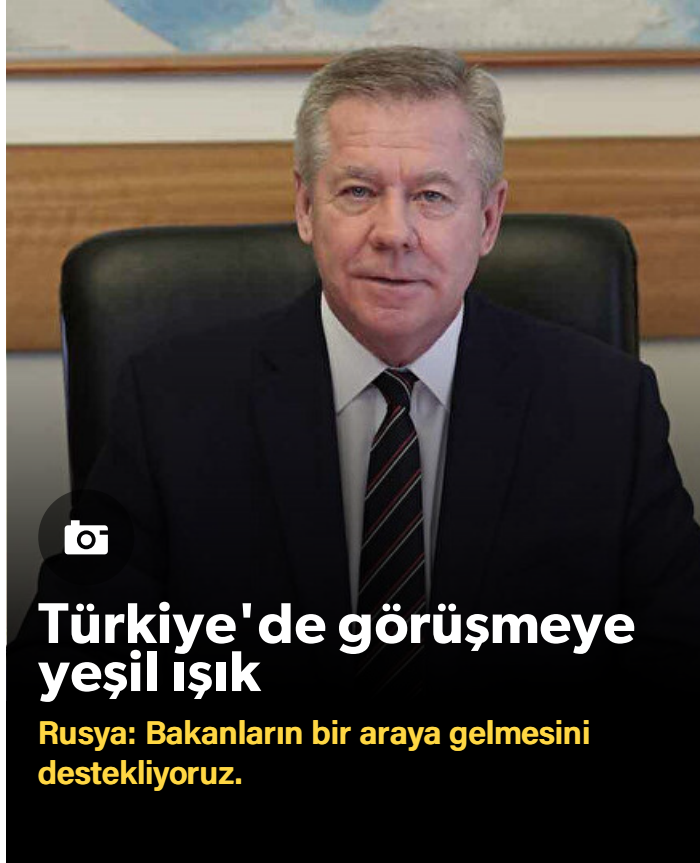 Türkiye'de görüşmeye
yeşil ışık
Rusya: Bakanların bir araya gelmesini
destekliyoruz.